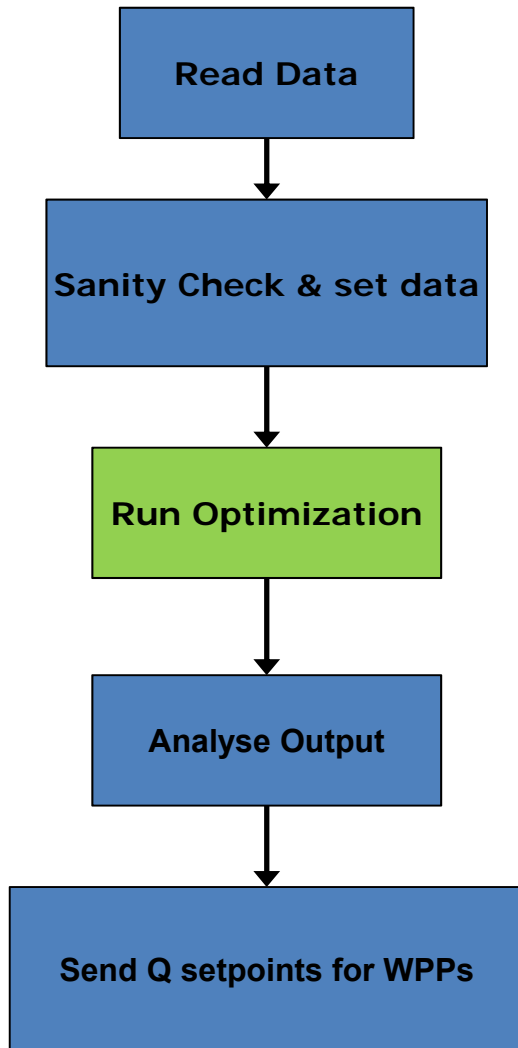 Read Data
Sanity Check & set data
Run Optimization
Analyse Output
Send Q setpoints for WPPs